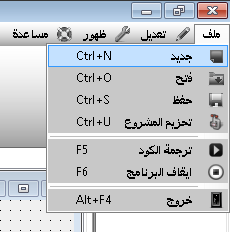 ملف تعديل ظهور مساعدة
جديد Ctrl+N
فتح Ctrl+O
حفظ Ctrl+S
تحزيم المشروع Ctrl+U
ترجمة الكود F5
ايقاف البرنامج F6
خروج Alt+F4